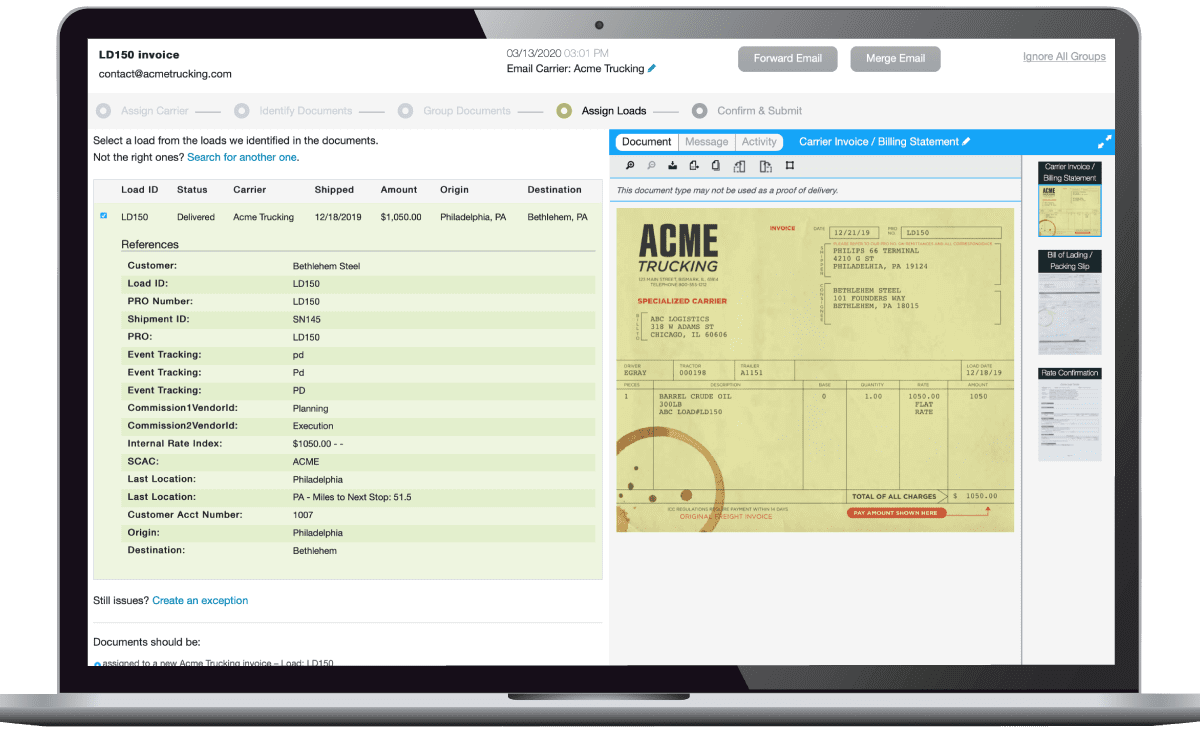 LD150 invoice
contact@acmetrucking.com
03/13/2020 03:01 PM
Email Carrier: Acme Trucking
Forward Email
Merge Email
Ignore All Groups
Assign Carrier
Identify Documents
Group Documents
Assign Loads
Confirm & Submit
Select a load from the loads we identified in the documents.
Not the right ones? Search for another one.
Load ID Status Carrier Shipped Amount Origin Destination
LD150 Delivered Acme Trucking 12/18/2019 $1,050.00 Philadelphia, PA Bethlehem, PA
References
Customer: Bethlehem Steel
Load ID: LD150
PRO Number: LD150
Shipment ID: SN145
PRO: LD150
Event Tracking: pd
Event Tracking: Pd
Event Tracking: PD
Commission1VendorId: Planning
Commission2VendorId: Execution
Internal Rate Index: $1050.00 - -
SCAC: ACME
Last Location: Philadelphia
Last Location: PA - Miles to Next Stop: 51.5
Customer Acct Number: 1007
Origin: Philadelphia
Destination: Bethlehem
Still issues? Create an exception
Documents should be:
assigned to a new Acme Trucking invoice – Load: LD150
Document Message Activity Carrier Invoice / Billing Statement
This document type may not be used as a proof of delivery.
ACME
TRUCKING
SPECIALIZED CARRIER
ABC LOGISTICS
318 W ADAMS ST
CHICAGO, IL 60606
INVOICE
DATE 12/21/19
PRO NO. LD150
SHIPPER
PHILIPS 66 TERMINAL
4210 G ST
PHILADELHIA, PA 19124
CONSIGNEE
BETHLEHEM STEEL
101 FOUNDERS WAY
BETHLEHEM, PA 18015
DRIVER TRACTOR TRAILER LOAD DATE
EGRAY 000198 A1151 12/18/19
PIECES DESCRIPTION BASE QUANTITY RATE AMOUNT
1 BARREL CRUDE OIL 0 1.00 1050.00 1050
300LB FLAT
ABC LOAD#LD150 RATE
TOTAL OF ALL CHARGES $ 1050.00
ICC REGULATIONS REQUIRE PAYMENT WITHIN 14 DAYS
ORIGINAL FREIGHT INVOICE
PAY AMOUNT SHOWN HERE
Carrier Invoice /
Billing Statement
ACME
Bill of Lading /
Packing Slip
Rate Confirmation